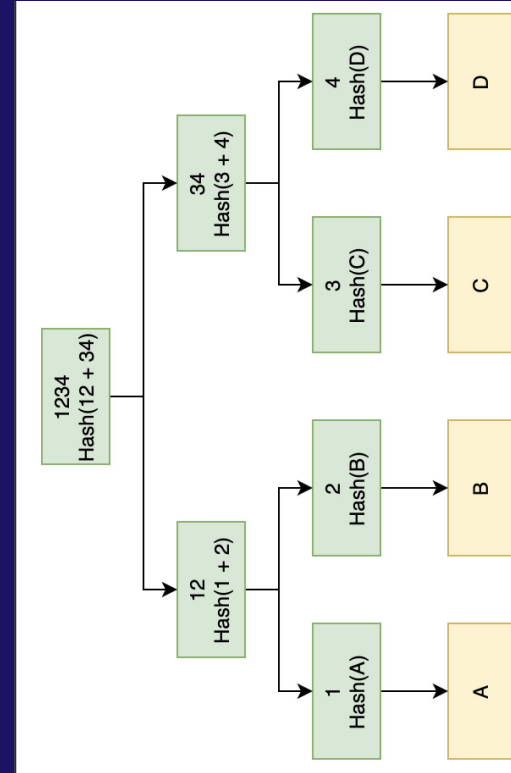 1234
Hash(12 + 34)
12
Hash(1 + 2)
34
Hash(3 + 4)
1
Hash(A)
2
Hash(B)
3
Hash(C)
4
Hash(D)
A
B
C
D